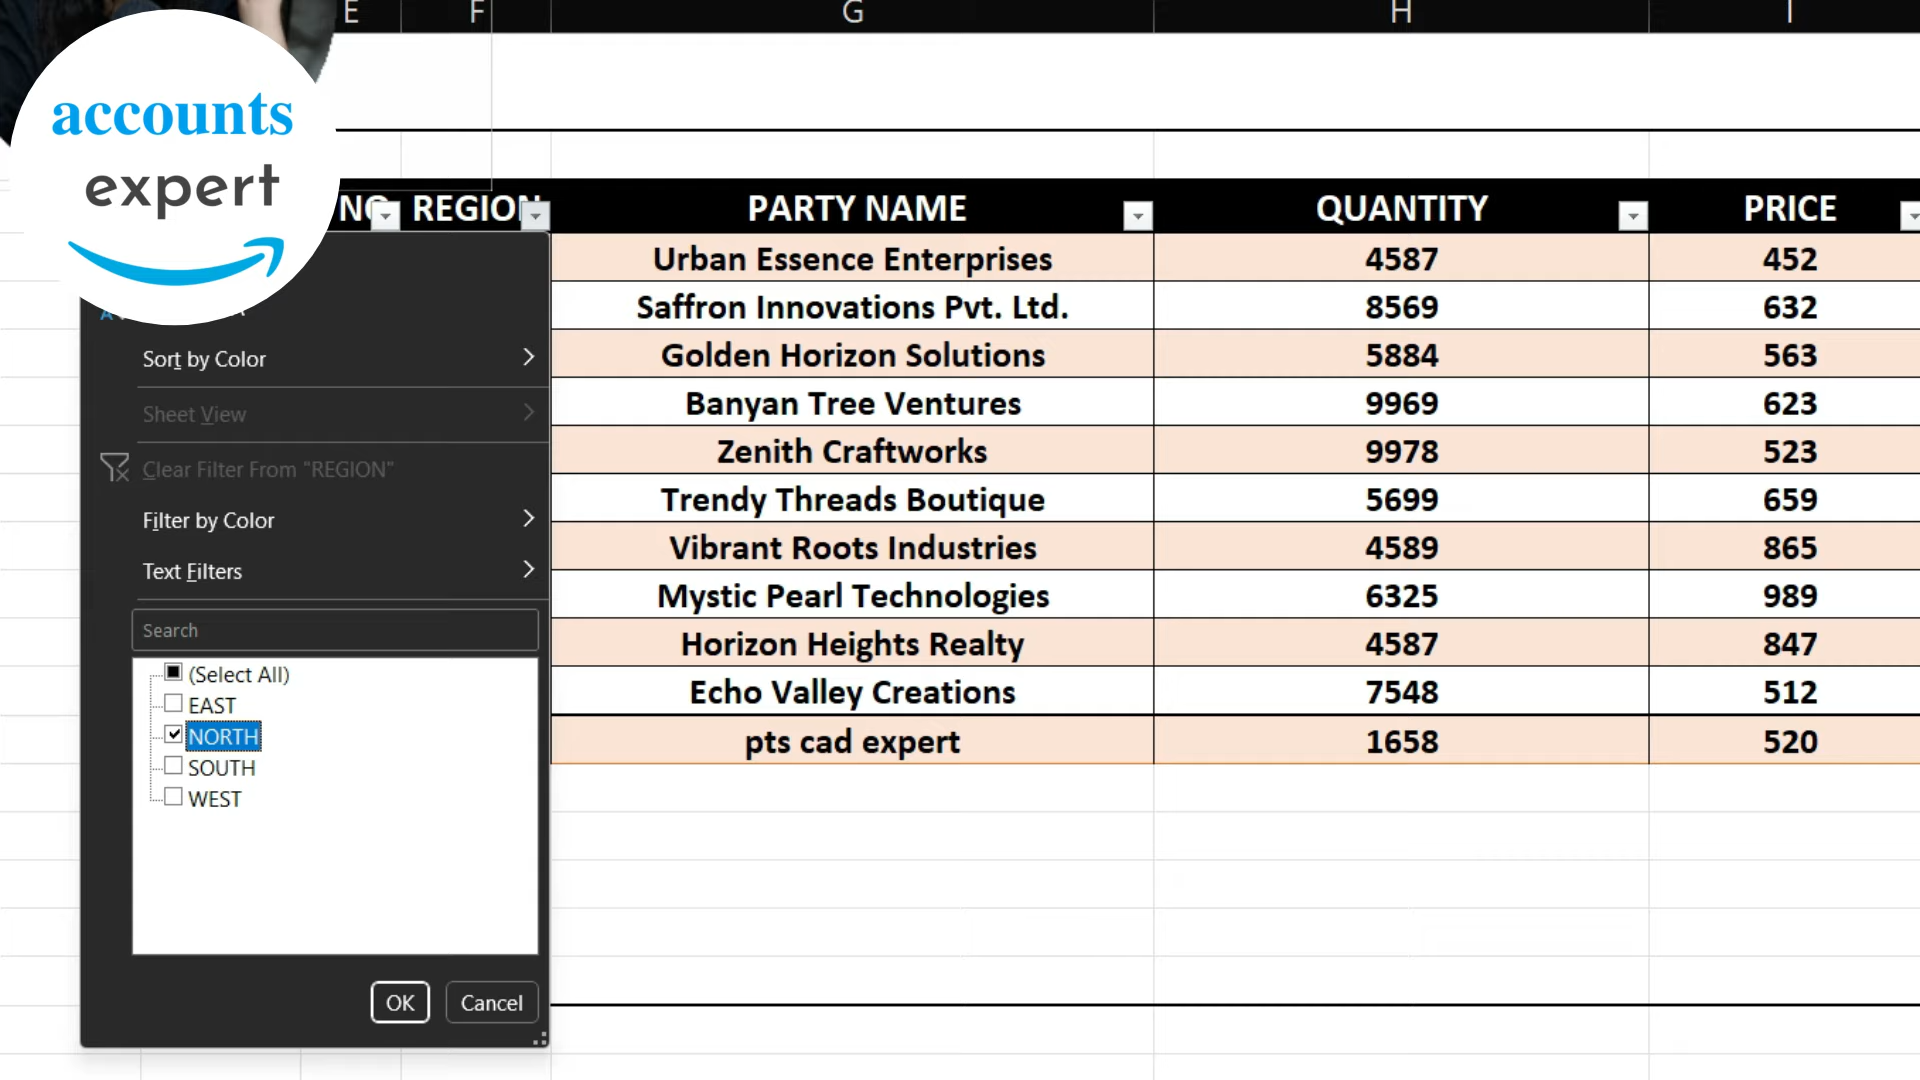 E F G H I
accounts
expert
REGION PARTY NAME QUANTITY PRICE
Urban Essence Enterprises 4587 452
Saffron Innovations Pvt. Ltd. 8569 632
Golden Horizon Solutions 5884 563
Banyan Tree Ventures 9969 623
Zenith Craftworks 9978 523
Trendy Threads Boutique 5699 659
Vibrant Roots Industries 4589 865
Mystic Pearl Technologies 6325 989
Horizon Heights Realty 4587 847
Echo Valley Creations 7548 512
pts cad expert 1658 520
Sort by Color
Sheet View
Clear Filter From "REGION"
Filter by Color
Text Filters
Search
(Select All)
EAST
NORTH
SOUTH
WEST
OK Cancel